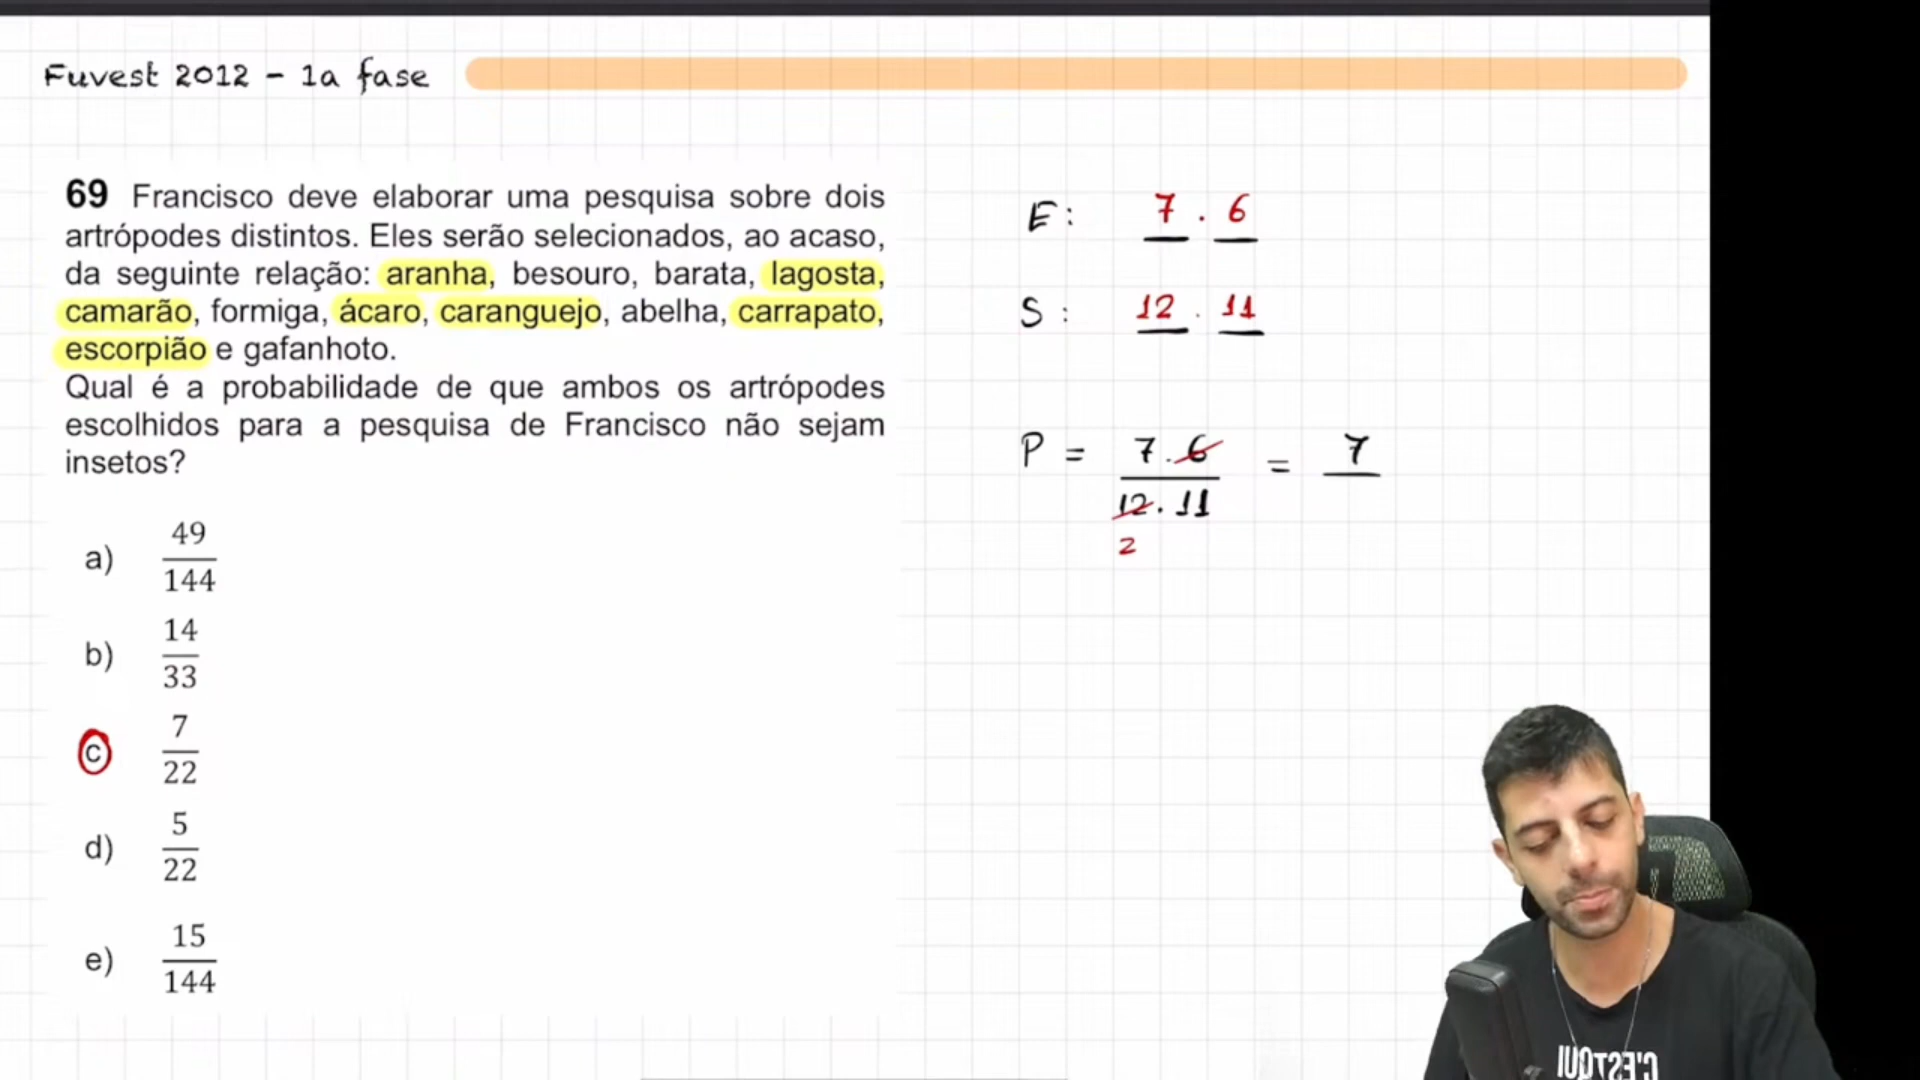 Fuvest 2012 - 1a fase
69 Francisco deve elaborar uma pesquisa sobre dois
artrópodes distintos. Eles serão selecionados, ao acaso,
da seguinte relação: aranha, besouro, barata, lagosta,
camarão, formiga, ácaro, caranguejo, abelha, carrapato,
escorpião e gafanhoto.
Qual é a probabilidade de que ambos os artrópodes
escolhidos para a pesquisa de Francisco não sejam
insetos?
a) 49/144
b) 14/33
c) 7/22
d) 5/22
e) 15/144
E: 7 . 6
S: 12 . 11
P = 7.6 / 12.11 = 7
2
C'EST QUI